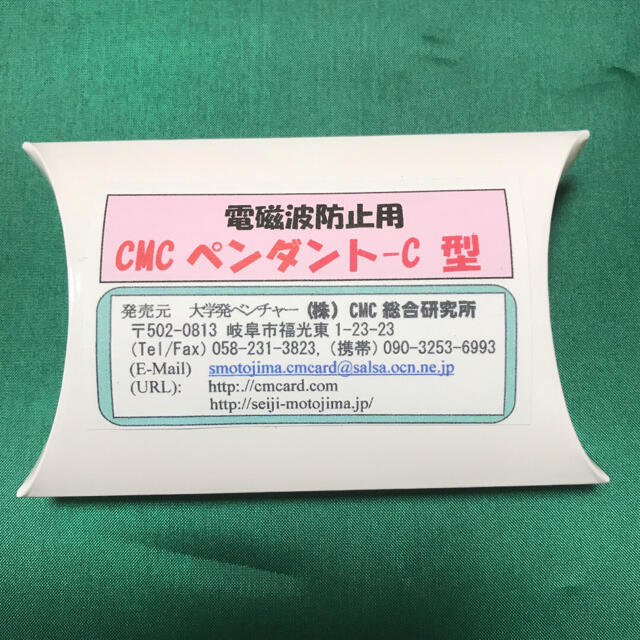 電磁波防止用
CMC ペンダント-C 型
発売元 大学発ベンチャー (株) CMC 総合研究所
〒502-0813 岐阜市福光東 1-23-23
(Tel/Fax) 058-231-3823, (携帯) 090-3253-6993
(E-Mail) smotojima.cmcard@salsa.ocn.ne.jp
(URL): http://cmcard.com
http://seiji-motojima.jp/